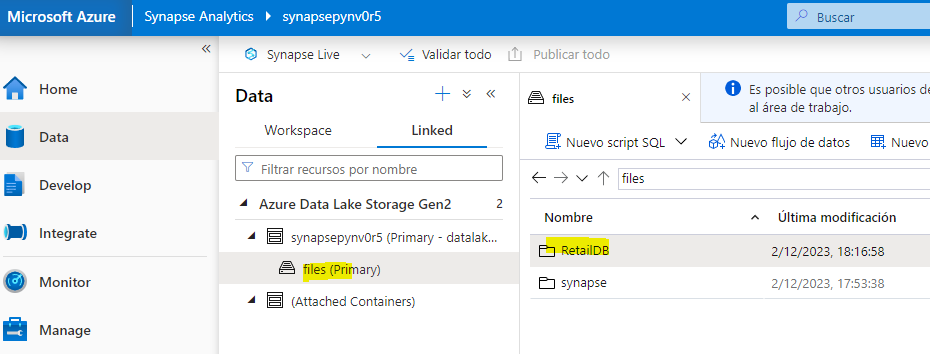 Microsoft Azure
Synapse Analytics
synapsepynv0r5
Buscar
Synapse Live
Validar todo
Publicar todo
Home
Data
Develop
Integrate
Monitor
Manage
Data
Workspace
Linked
Filtrar recursos por nombre
Azure Data Lake Storage Gen2 2
synapsepynv0r5 (Primary - datalak...
files (Primary)
(Attached Containers)
files
Es posible que otros usuarios de
al área de trabajo.
Nuevo script SQL
Nuevo flujo de datos
Nuevo
files
Nombre Última modificación
RetailDB 2/12/2023, 18:16:58
synapse 2/12/2023, 17:53:38